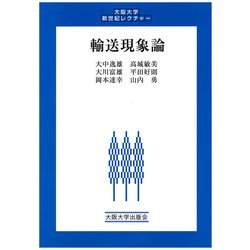 大阪大学
新世紀レクチャー
輸送現象論
大中逸雄 高城敏美
大川富雄 平田好則
岡本達幸 山内 勇
大阪大学出版会